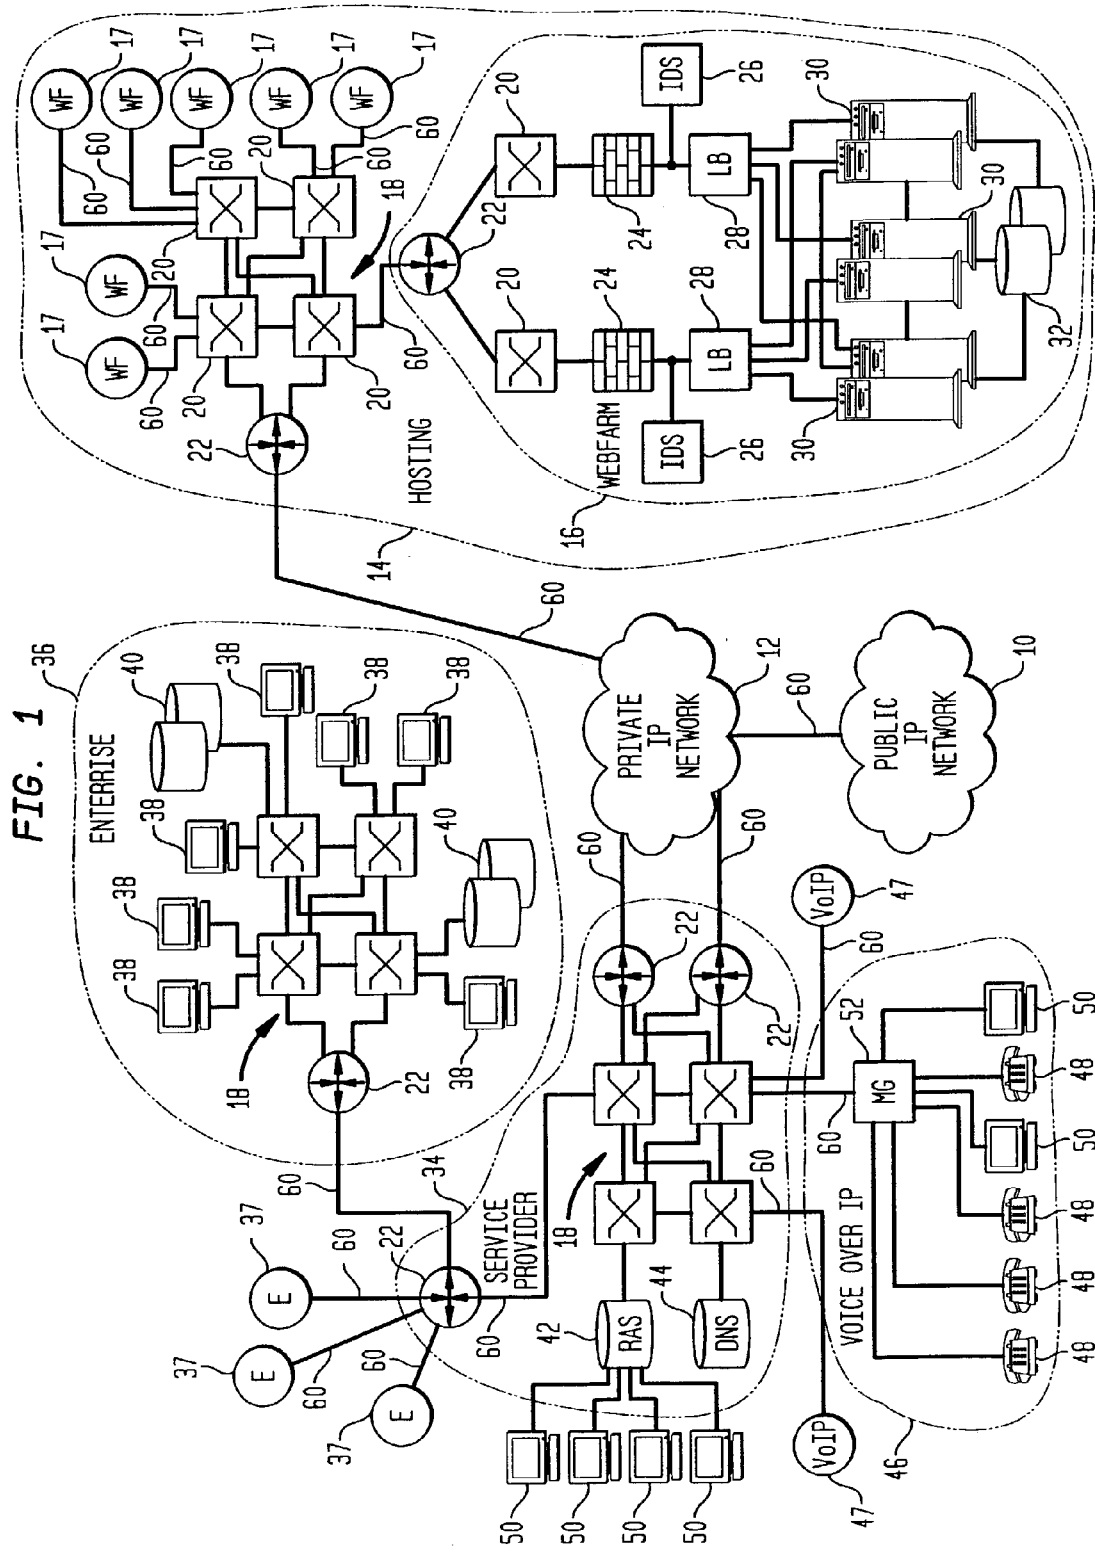 FIG. 1
ENTERRISE
36
40
38
38
38
38
38
38
38
40
18
22
60
34
37
37
37
E
E
E
60
60
60
22
60
SERVICE
PROVIDER
18
42
RAS
44
DNS
50
50
50
50
22
22
60
60
60
60
60
VoIP
47
VoIP
47
VOICE OVER IP
46
MG
52
50
50
48
48
48
48
PRIVATE
IP
NETWORK
12
60
60
PUBLIC
IP
NETWORK
10
14
HOSTING
22
17
17
17
17
17
17
17
WF
WF
WF
WF
WF
WF
WF
60
60
60
60
60
60
60
20
20
20
20
18
60
16
WEBFARM
22
20
20
24
24
IDS
26
IDS
26
LB
28
LB
28
30
30
30
32